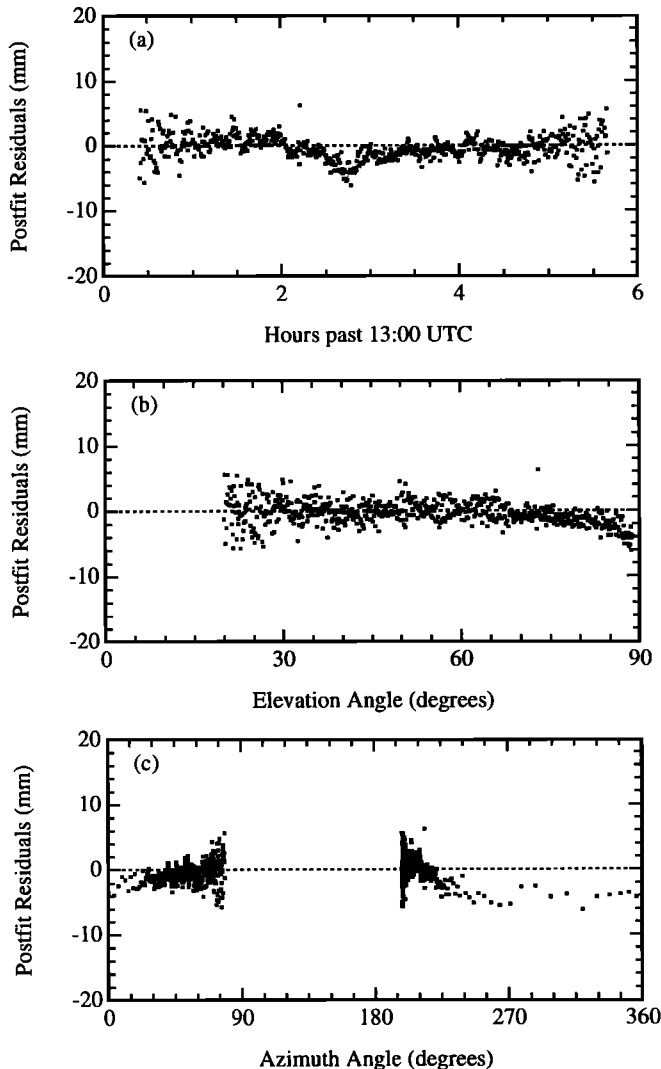 20
(a)
10
0
-10
-20
Postfit Residuals (mm)
0 2 4 6
Hours past 13:00 UTC
20
(b)
10
0
-10
-20
Postfit Residuals (mm)
0 30 60 90
Elevation Angle (degrees)
20
(c)
10
0
-10
-20
Postfit Residuals (mm)
0 90 180 270 360
Azimuth Angle (degrees)